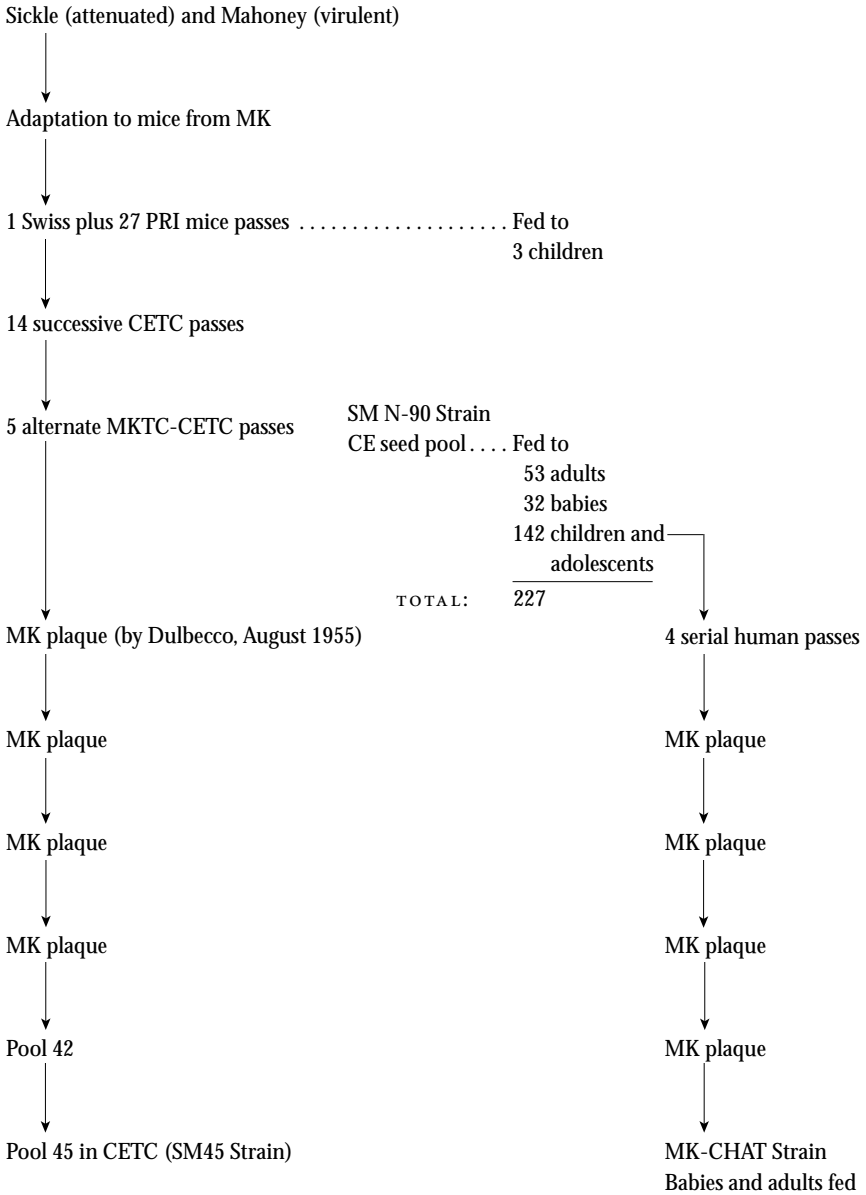 Sickle (attenuated) and Mahoney (virulent)
Adaptation to mice from MK
1 Swiss plus 27 PRI mice passes .................... Fed to
3 children
14 successive CETC passes
5 alternate MKTC-CETC passes
SM N-90 Strain
CE seed pool.... Fed to
53 adults
32 babies
142 children and
adolescents
TOTAL: 227
MK plaque (by Dulbecco, August 1955)
MK plaque
MK plaque
MK plaque
Pool 42
Pool 45 in CETC (SM45 Strain)
4 serial human passes
MK plaque
MK plaque
MK plaque
MK plaque
MK-CHAT Strain
Babies and adults fed